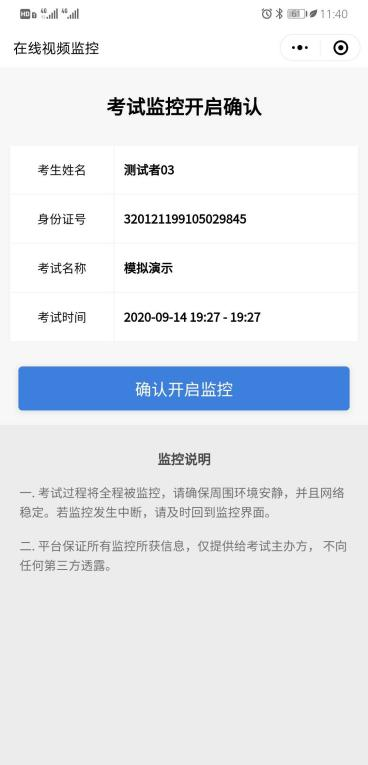 11:40
在线视频监控
考试监控开启确认
考生姓名 测试者03
身份证号 320121199105029845
考试名称 模拟演示
考试时间 2020-09-14 19:27 - 19:27
确认开启监控
监控说明
一. 考试过程将全程被监控，请确保周围环境安静，并且网络
稳定。若监控发生中断，请及时回到监控界面。
二. 平台保证所有监控所获信息，仅提供给考试主办方， 不向
任何第三方透露。